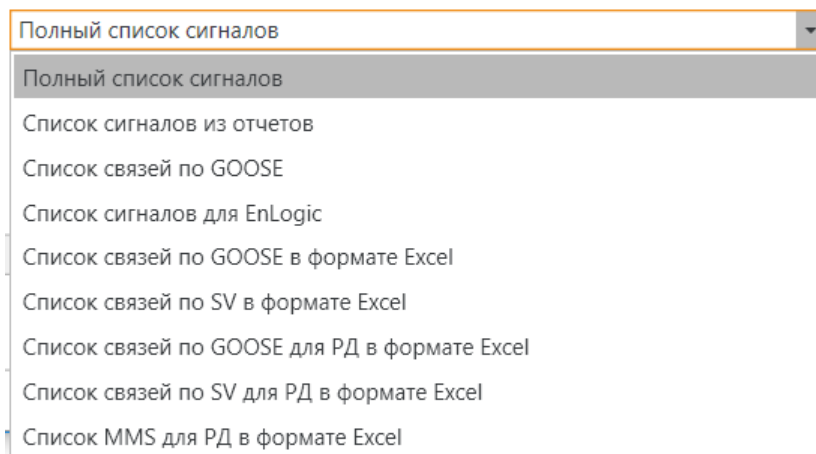 Полный список сигналов
Полный список сигналов
Список сигналов из отчетов
Список связей по GOOSE
Список сигналов для EnLogic
Список связей по GOOSE в формате Excel
Список связей по SV в формате Excel
Список связей по GOOSE для РД в формате Excel
Список связей по SV для РД в формате Excel
Список MMS для РД в формате Excel